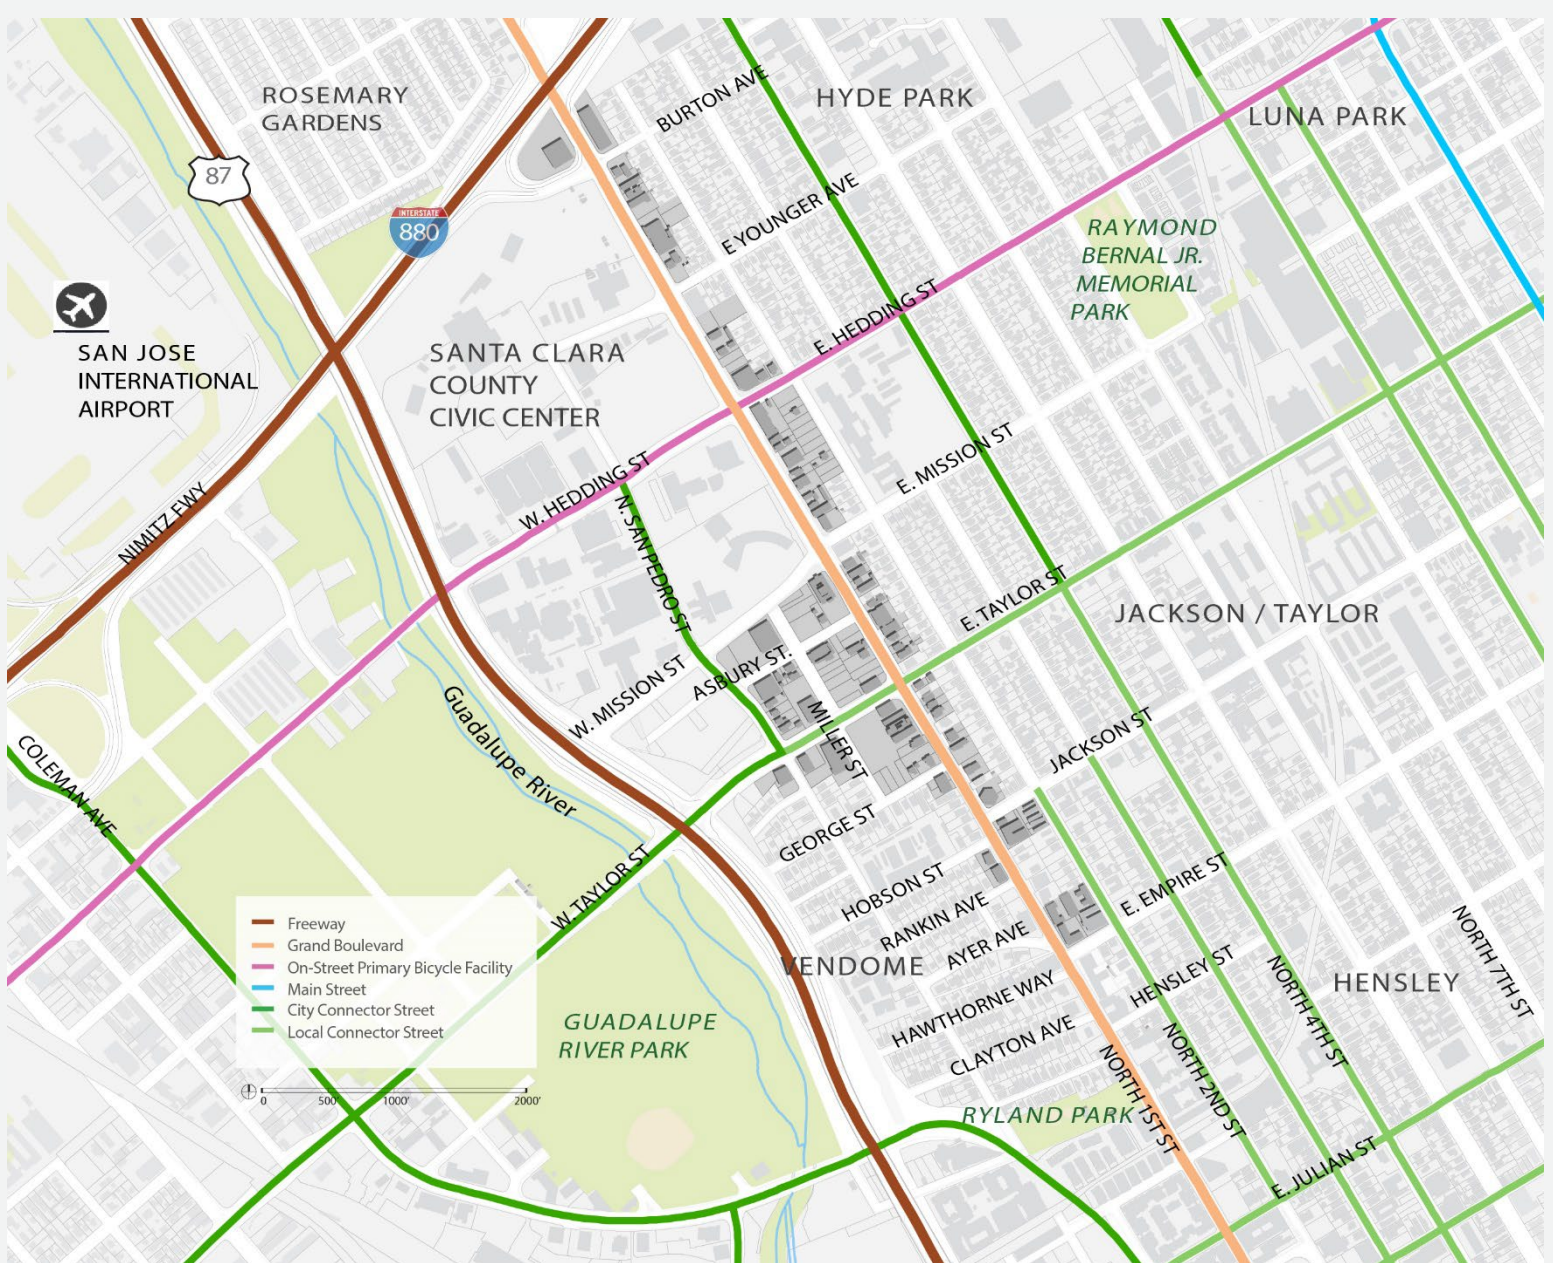 BURTON AVE
HYDE PARK
ROSEMARY
GARDENS
LUNA PARK
87
INTERSTATE
880
E YOUNGER AVE
RAYMOND
BERNAL JR.
MEMORIAL
PARK
E. HEDDING ST
SAN JOSE
INTERNATIONAL
AIRPORT
SANTA CLARA
COUNTY
CIVIC CENTER
E. MISSION ST
W. HEDDING ST
NIMITZ FWY
N. SAN PEDRO ST
E. TAYLOR ST
JACKSON / TAYLOR
W. MISSION ST
ASBURY ST.
MILLER ST
Guadalupe River
JACKSON ST
COLEMAN AVE
GEORGE ST
W. TAYLOR ST
HOBSON ST
E. EMPIRE ST
RANKIN AVE
AYER AVE
VENDOME
HENSLEY ST
HENSLEY
NORTH 7TH ST
HAWTHORNE WAY
CLAYTON AVE
NORTH 4TH ST
NORTH 2ND ST
NORTH 1ST ST
Freeway
Grand Boulevard
On-Street Primary Bicycle Facility
Main Street
City Connector Street
Local Connector Street
0 500' 1000' 2000'
GUADALUPE
RIVER PARK
RYLAND PARK
E. JULIAN ST